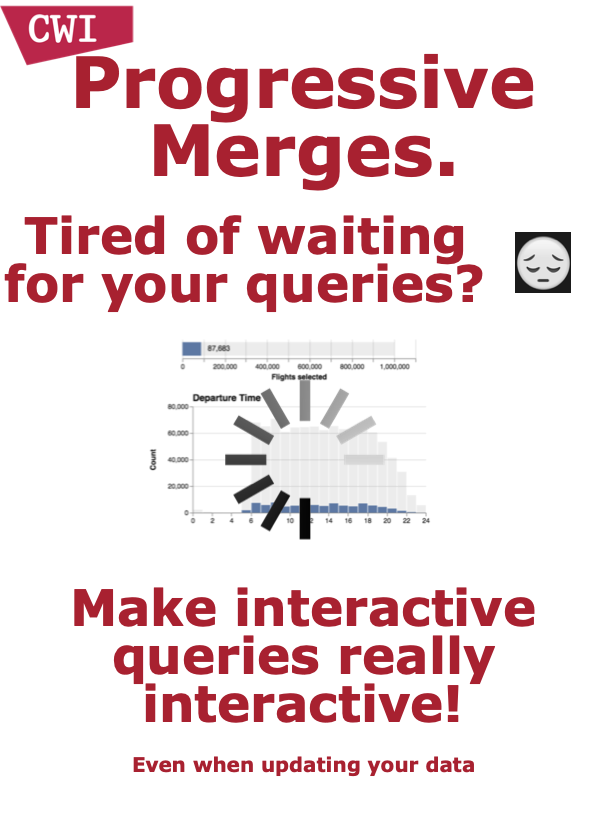 CWI
Progressive
Merges.
Tired of waiting
for your queries?
87,683
0 200,000 400,000 600,000 800,000 1,000,000
Flights selected
Departure Time
80,000
60,000
40,000
20,000
0
Count
0 2 4 6 10 12 14 16 18 20 22 24
Make interactive
queries really
interactive!
Even when updating your data